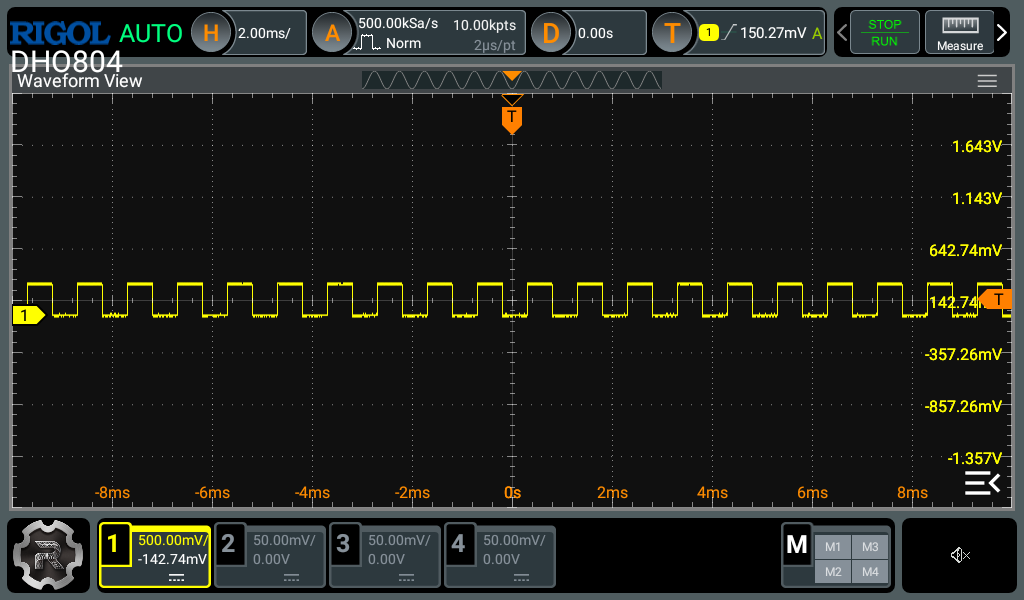 RIGOL AUTO H 2.00ms/ A 500.00kSa/s 10.00kpts D 0.00s T 1 150.27mV A STOP
Norm 2µs/pt RUN Measure
DHO804
Waveform View
T
1.643V
1.143V
642.74mV
142.74m T
1
-357.26mV
-857.26mV
-1.357V
-8ms -6ms -4ms -2ms 0s 2ms 4ms 6ms 8ms
1 500.00mV/ 2 50.00mV/ 3 50.00mV/ 4 50.00mV/ M M1 M3
-142.74mV 0.00V 0.00V 0.00V M2 M4
R